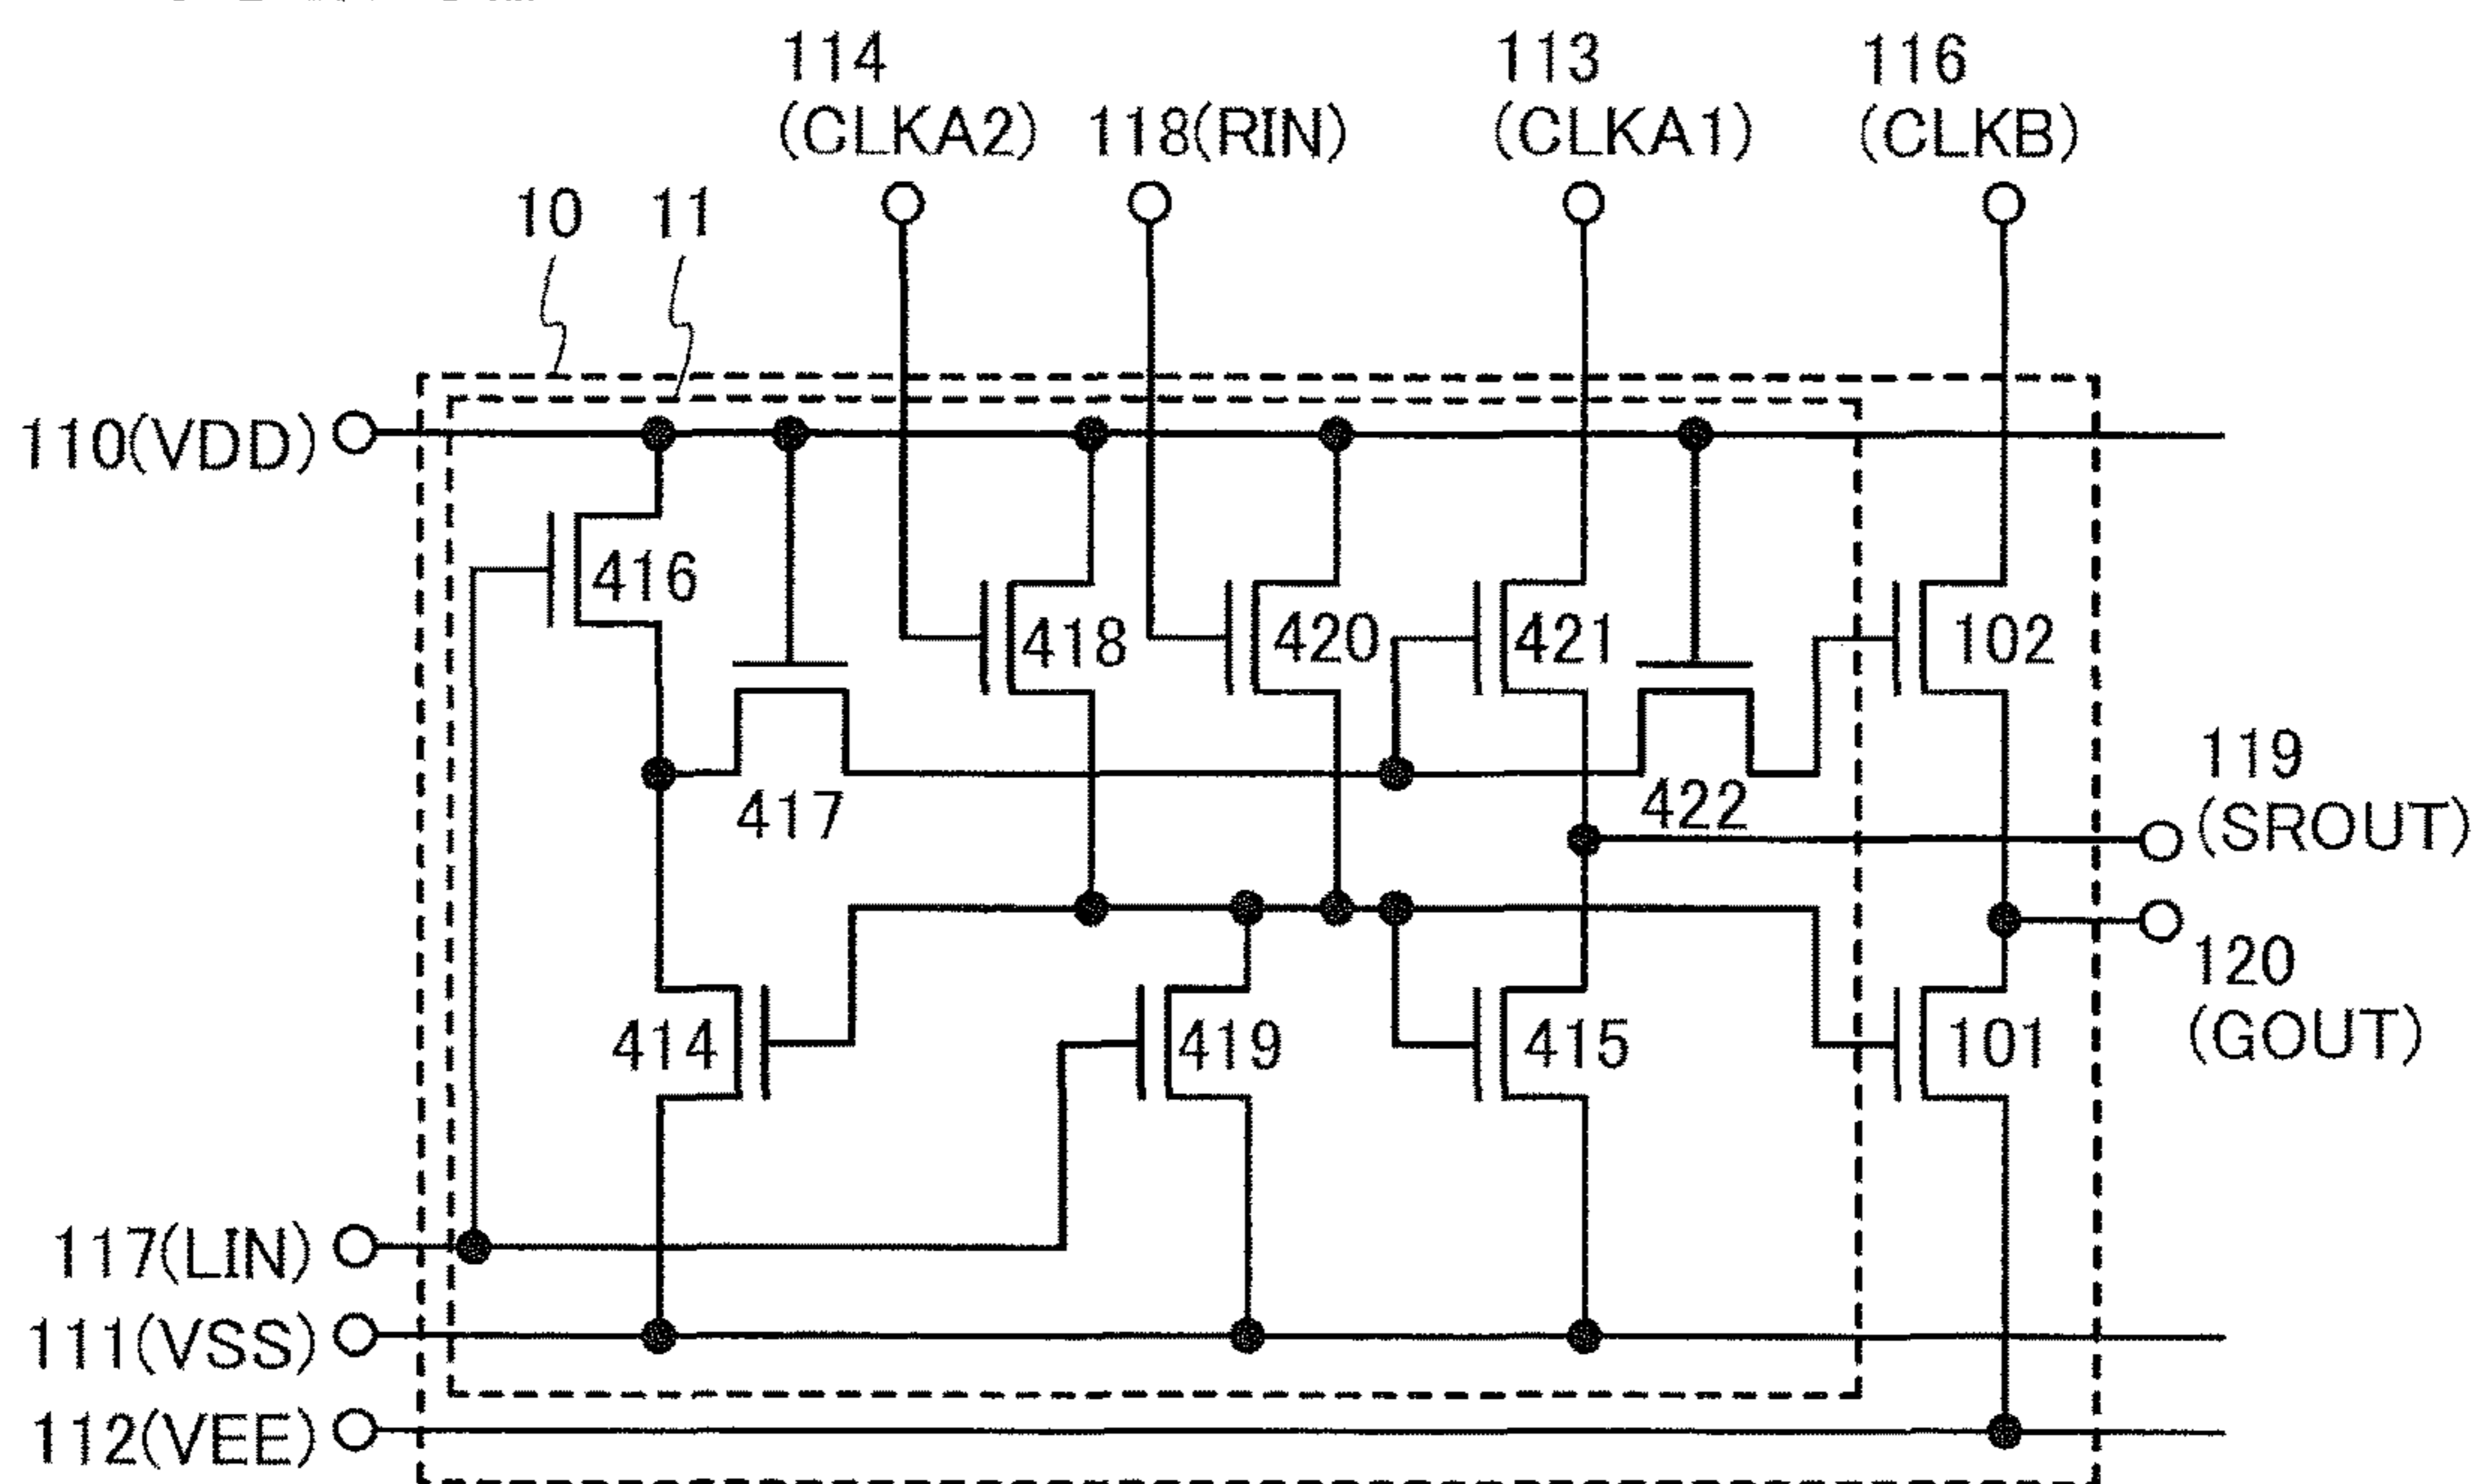 114
(CLKA2)
118(RIN)
113
(CLKA1)
116
(CLKB)
10
11
110(VDD)
416
418
420
421
102
417
422
119
(SROUT)
414
419
415
101
120
(GOUT)
117(LIN)
111(VSS)
112(VEE)